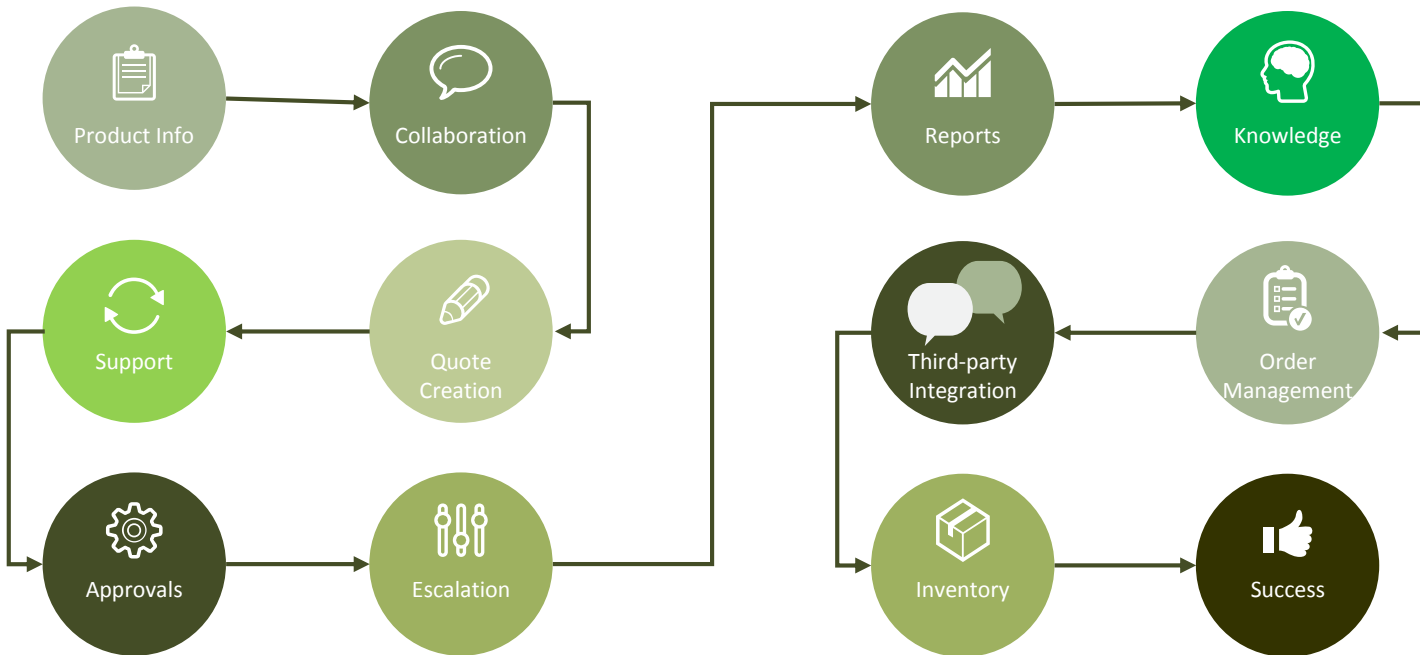 Product Info
Collaboration
Quote
Creation
Support
Approvals
Escalation
Reports
Knowledge
Order
Management
Third-party
Integration
Inventory
Success